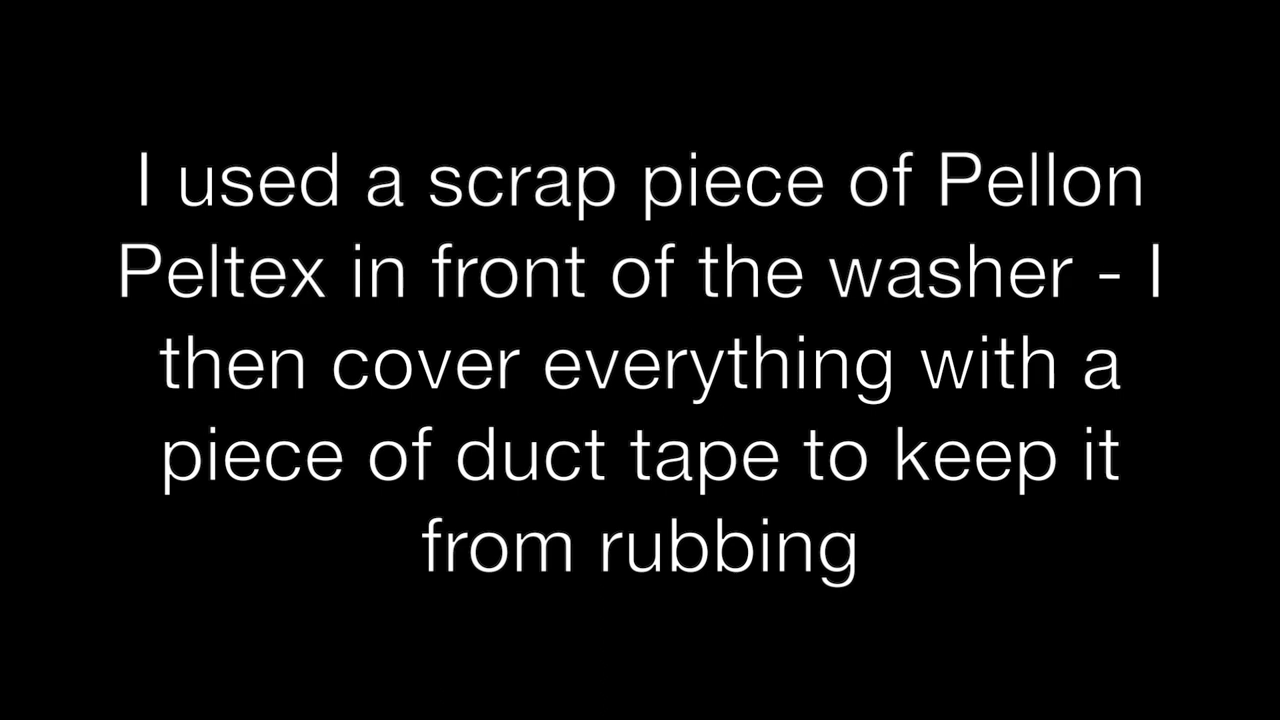 I used a scrap piece of Pellon
Peltex in front of the washer - I
then cover everything with a
piece of duct tape to keep it
from rubbing